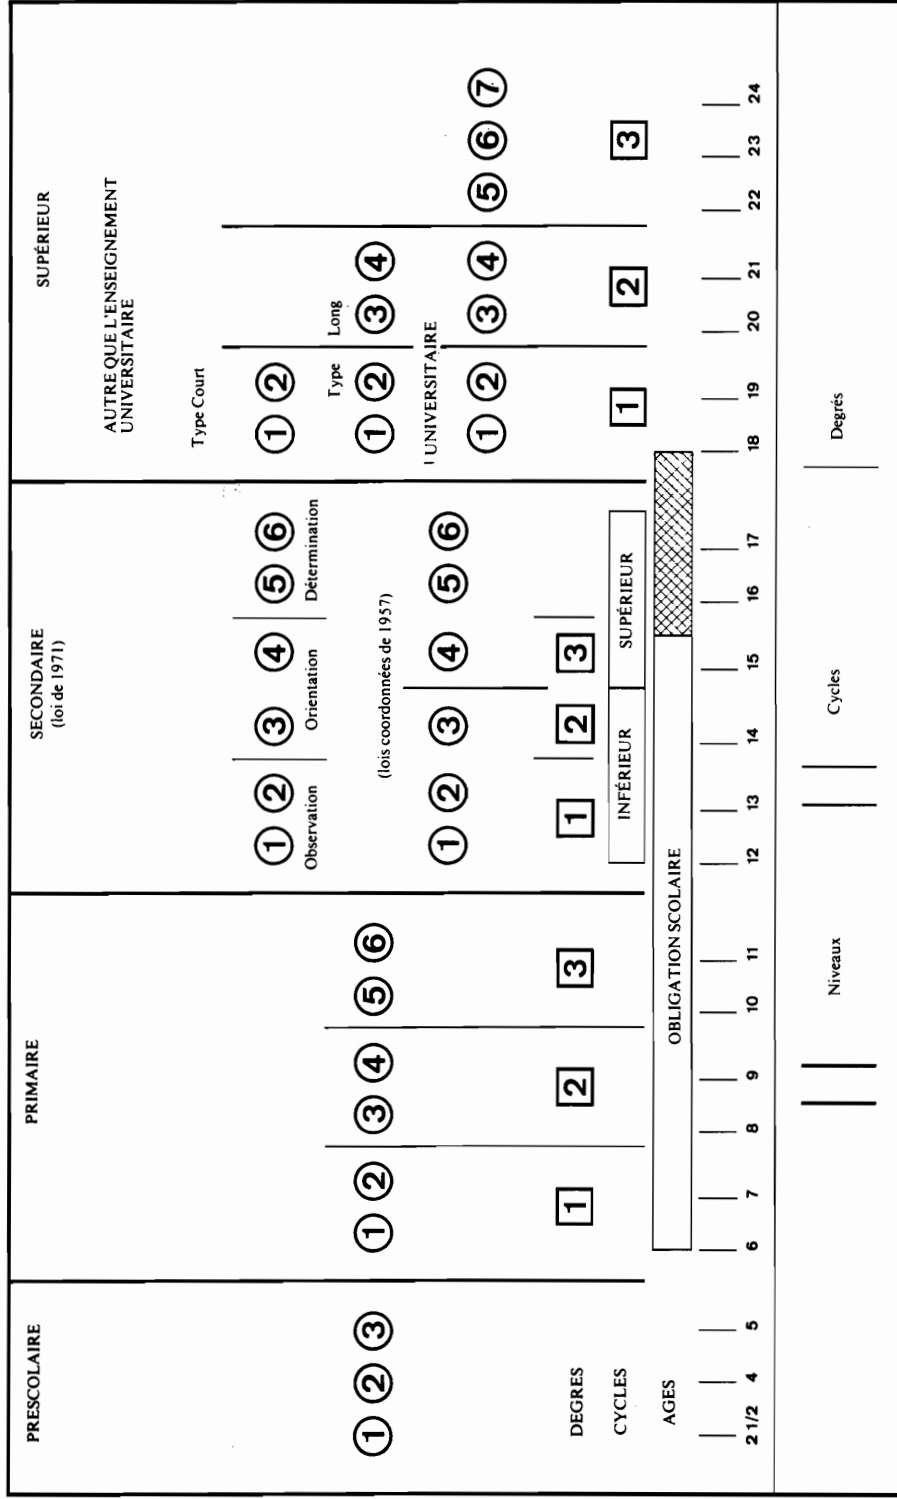 PRESCOLAIRE
PRIMAIRE
SECONDAIRE
(loi de 1971)
SUPÉRIEUR
AUTRE QUE L'ENSEIGNEMENT
UNIVERSITAIRE
Type Court
1 2 3 4 5 6 1 2
Observation Orientation Détermination
Type Long
1 2 3 1 2 3 4 5 6 1 2 3 4
(lois coordonnées de 1957)
UNIVERSITAIRE
1 2 3 4 5 6 1 2 3 4 5 6 7
DEGRES 1 2 3 1 2 3
CYCLES INFÉRIEUR SUPÉRIEUR 1 2 3
AGES OBLIGATION SCOLAIRE
2 1/2 4 5 6 7 8 9 10 11 12 13 14 15 16 17 18 19 20 21 22 23 24
Niveaux Cycles Degrés